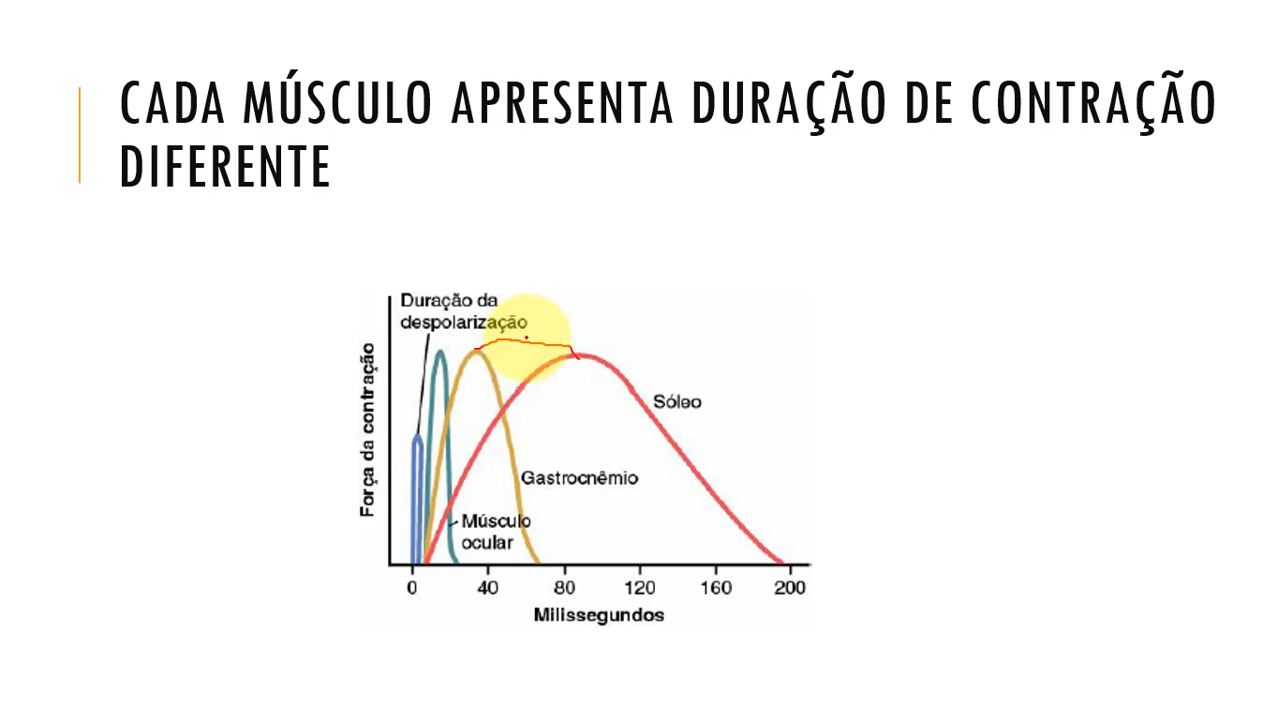 CADA MÚSCULO APRESENTA DURAÇÃO DE CONTRAÇÃO
DIFERENTE
Duração da
despolarização
Força da contração
Sóleo
Gastrocnêmio
Músculo
ocular
0 40 80 120 160 200
Milissegundos